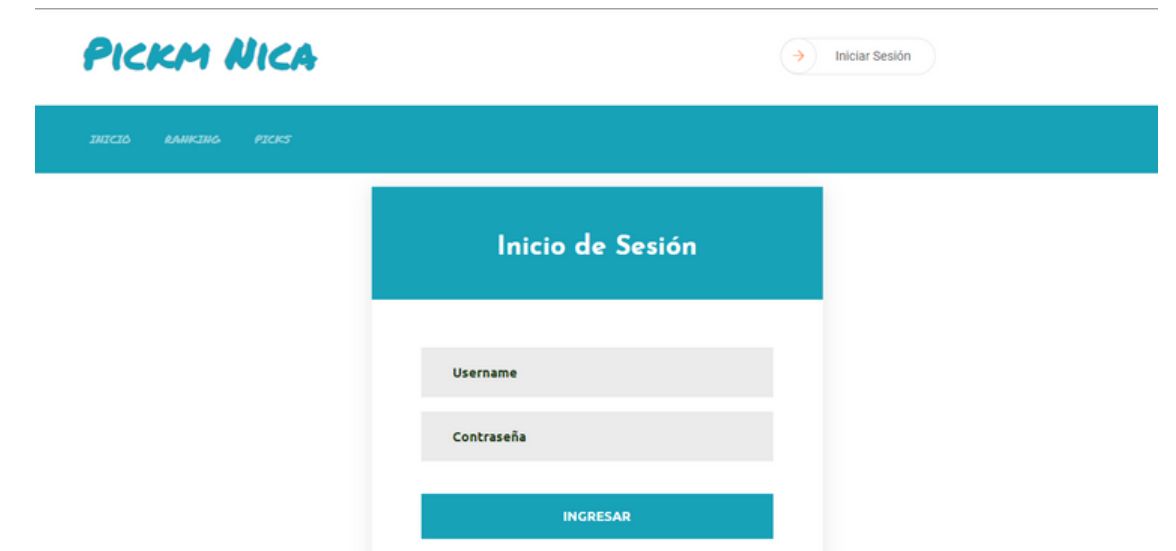 Pickm Nica
Iniciar Sesión
INICIO RANKING PICKS
Inicio de Sesión
Username
Contraseña
INGRESAR